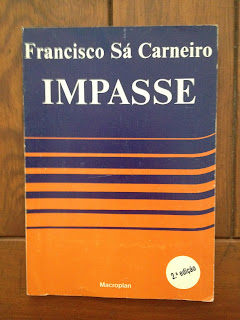 Francisco Sá Carneiro
IMPASSE
2.ª edição
Macroplan